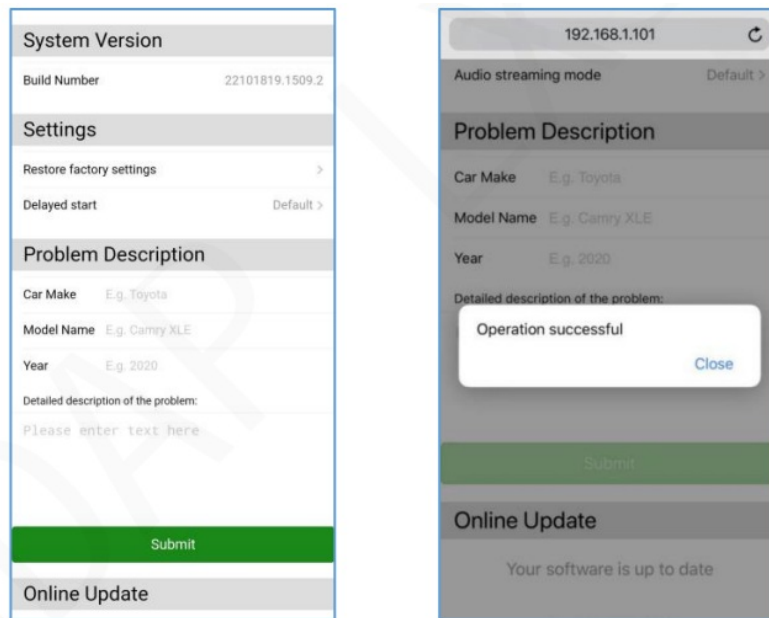 System Version
Build Number 22101819.1509.2
Settings
Restore factory settings >
Delayed start Default >
Problem Description
Car Make E.g. Toyota
Model Name E.g. Camry XLE
Year E.g. 2020
Detailed description of the problem:
Please enter text here
Submit
Online Update
192.168.1.101
Audio streaming mode Default >
Problem Description
Car Make E.g. Toyota
Model Name E.g. Camry XLE
Year E.g. 2020
Detailed description of the problem:
Operation successful
Close
Submit
Online Update
Your software is up to date